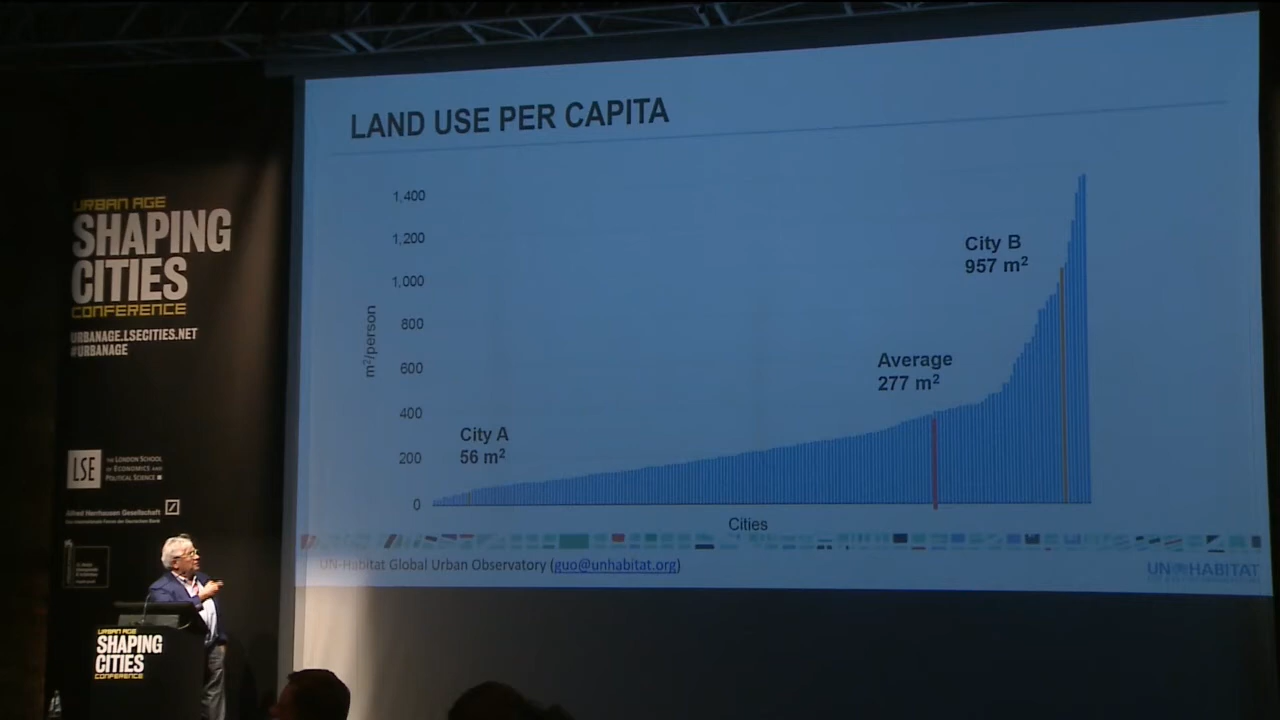 LAND USE PER CAPITA
1,400
1,200
1,000
800
600
400
200
0
m²/person
City A
56 m²
Average
277 m²
City B
957 m²
Cities
UN-Habitat Global Urban Observatory (guo@unhabitat.org)
UN HABITAT
URBAN AGE
SHAPING
CITIES
CONFERENCE
URBANAGE.LSECITIES.NET
#URBANAGE
LSE
THE LONDON SCHOOL
OF ECONOMICS AND
POLITICAL SCIENCE
Alfred Herrhausen Gesellschaft
URBAN AGE
SHAPING
CITIES
CONFERENCE